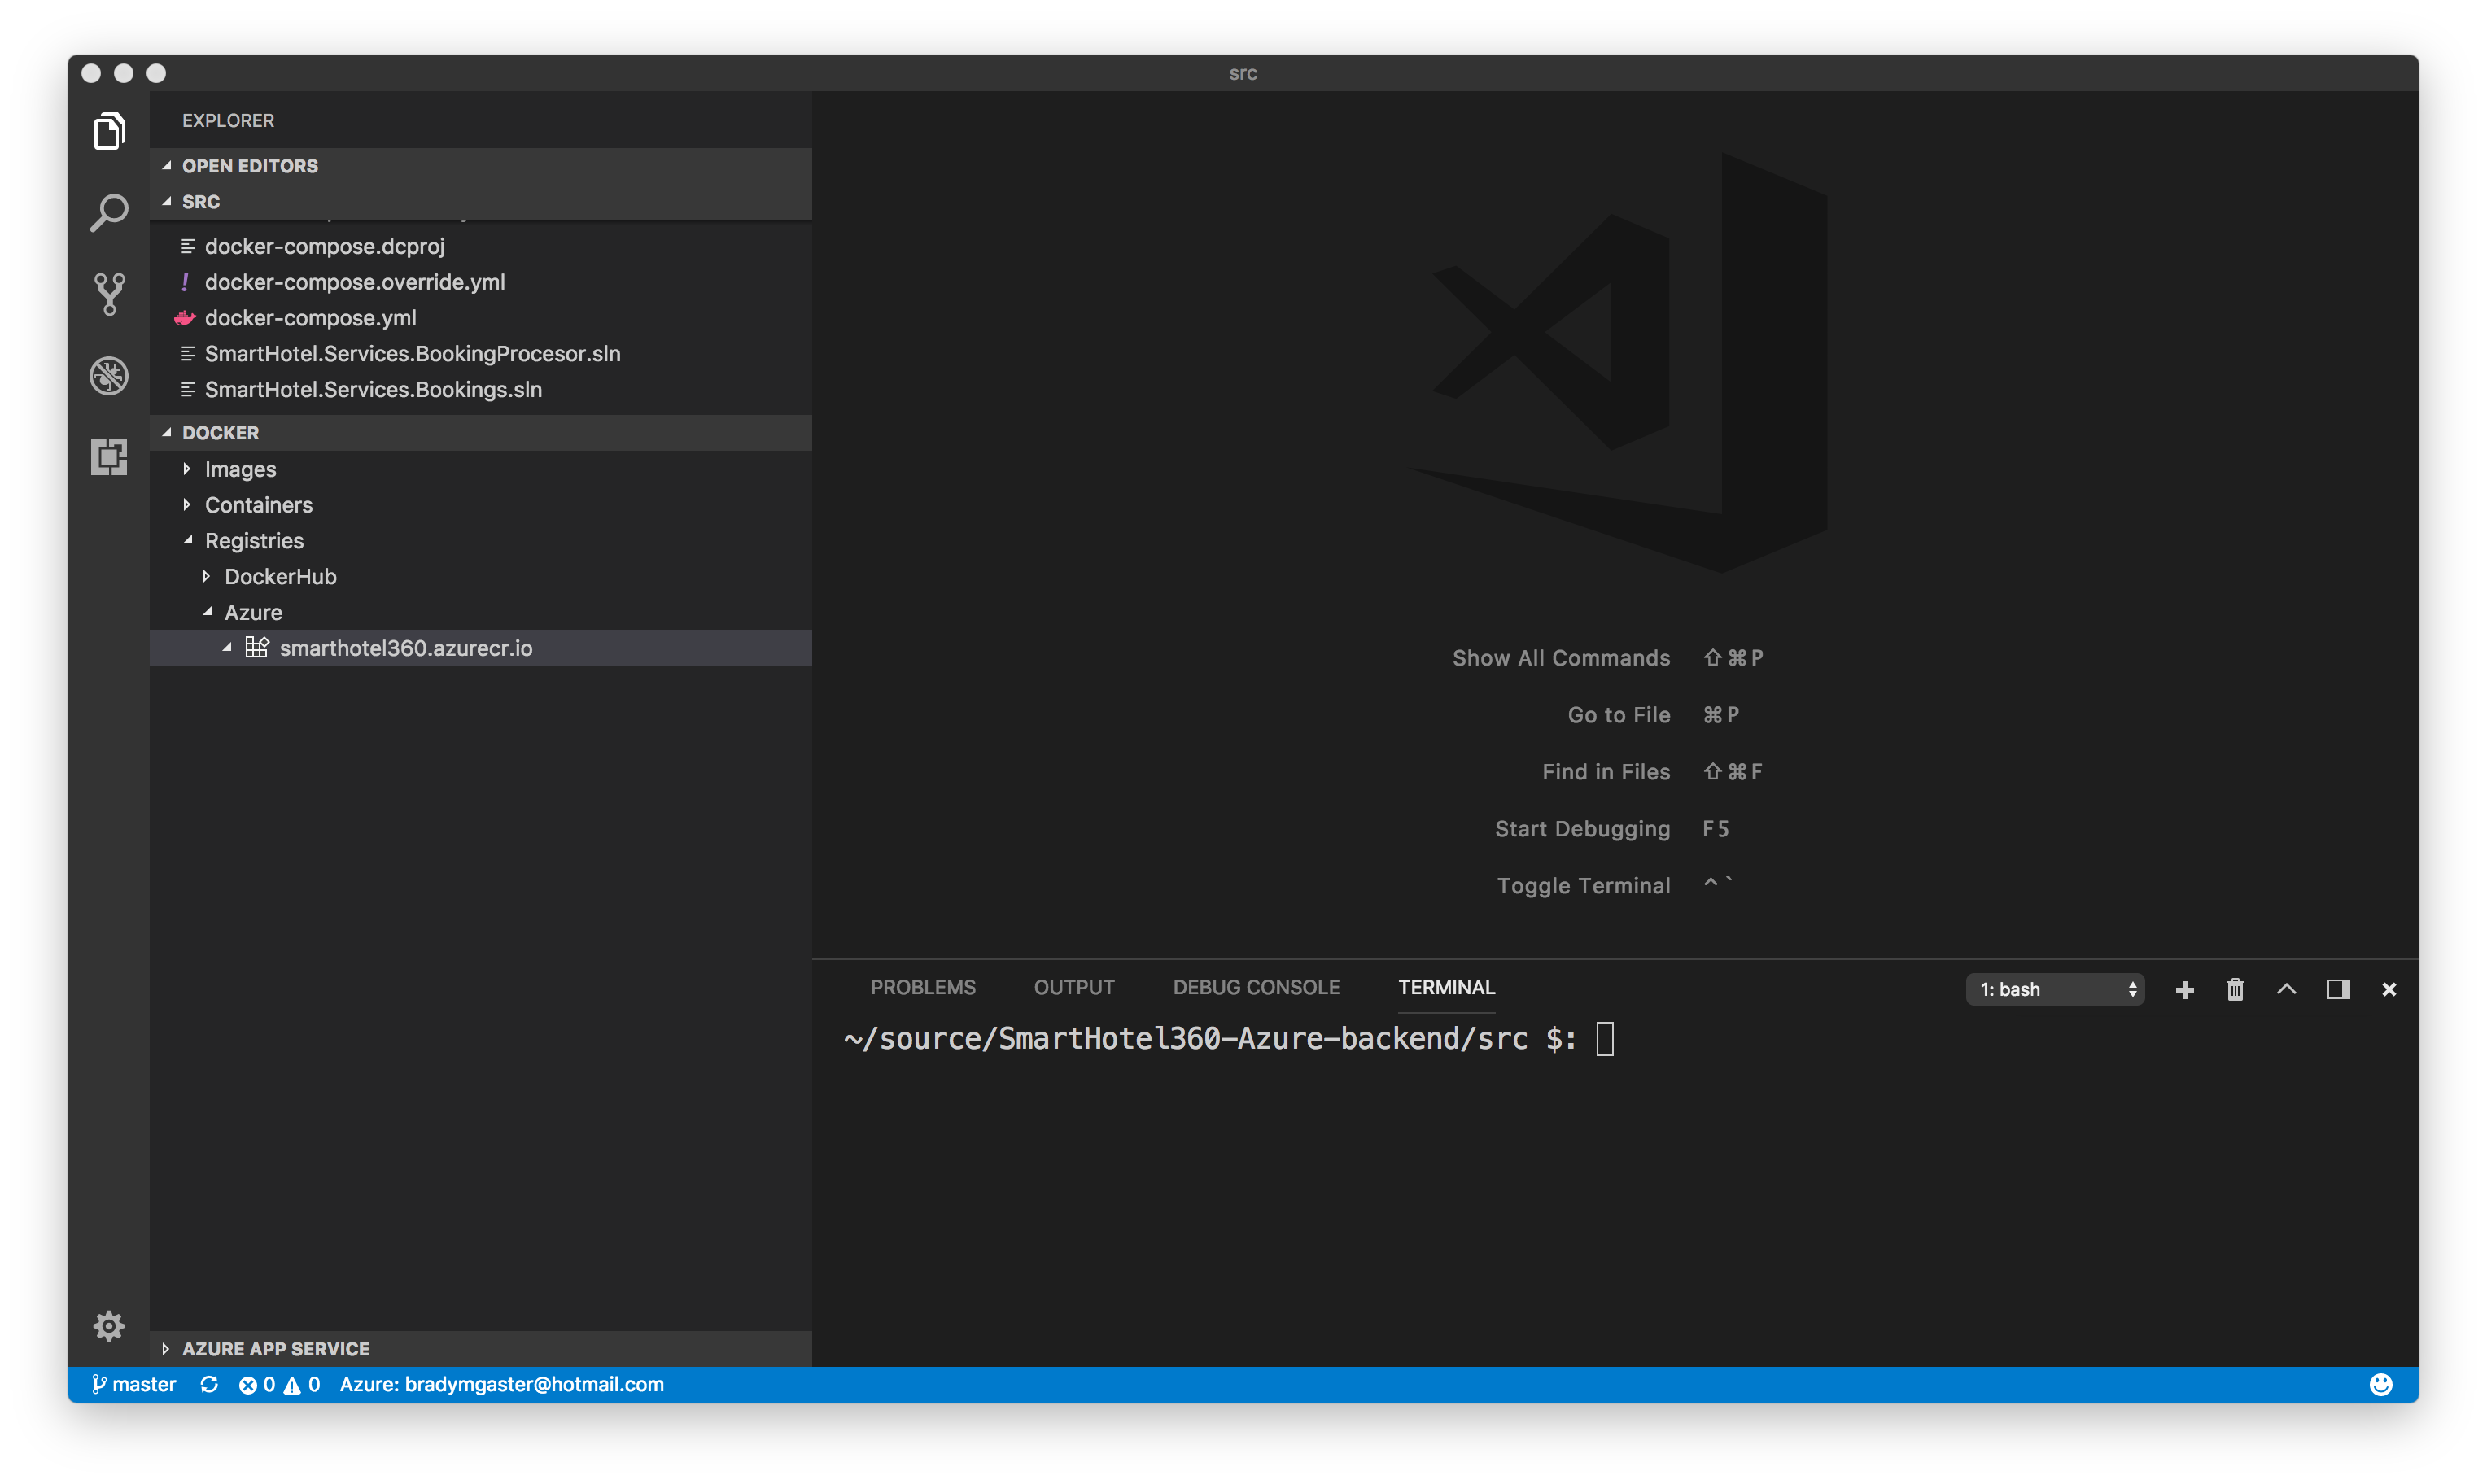 src
EXPLORER
OPEN EDITORS
SRC
docker-compose.dcproj
docker-compose.override.yml
docker-compose.yml
SmartHotel.Services.BookingProcesor.sln
SmartHotel.Services.Bookings.sln
DOCKER
Images
Containers
Registries
DockerHub
Azure
smarthotel360.azurecr.io
AZURE APP SERVICE
Show All Commands ⇧⌘P
Go to File ⌘P
Find in Files ⇧⌘F
Start Debugging F5
Toggle Terminal ^`
PROBLEMS OUTPUT DEBUG CONSOLE TERMINAL 1: bash
~/source/SmartHotel360-Azure-backend/src $:
master 0 0 Azure: bradymgaster@hotmail.com